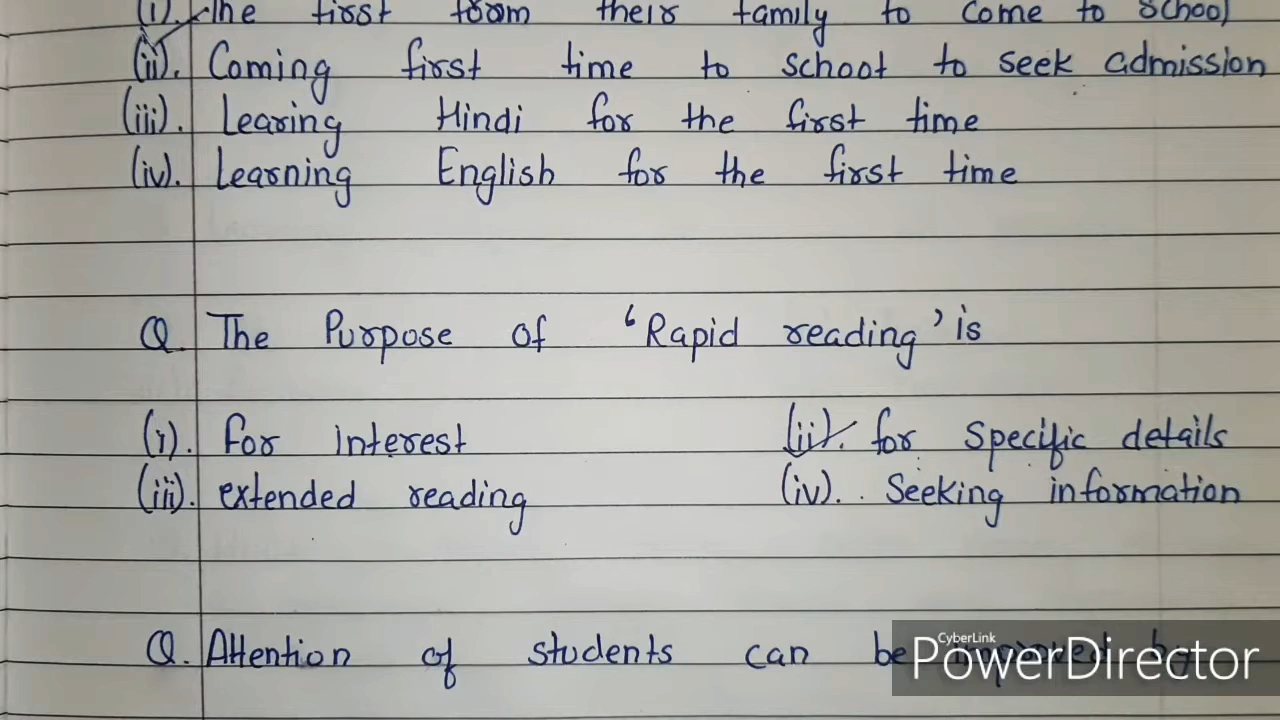 (i). The first from their family to come to school
(ii). Coming first time to school to seek admission
(iii). Learing Hindi for the first time
(iv). Learning English for the first time
Q. The Purpose of ‘Rapid reading’ is
(i). for interest (ii). for specific details
(iii). extended reading (iv). Seeking information
Q. Attention of students can be improved by
CyberLink
PowerDirector